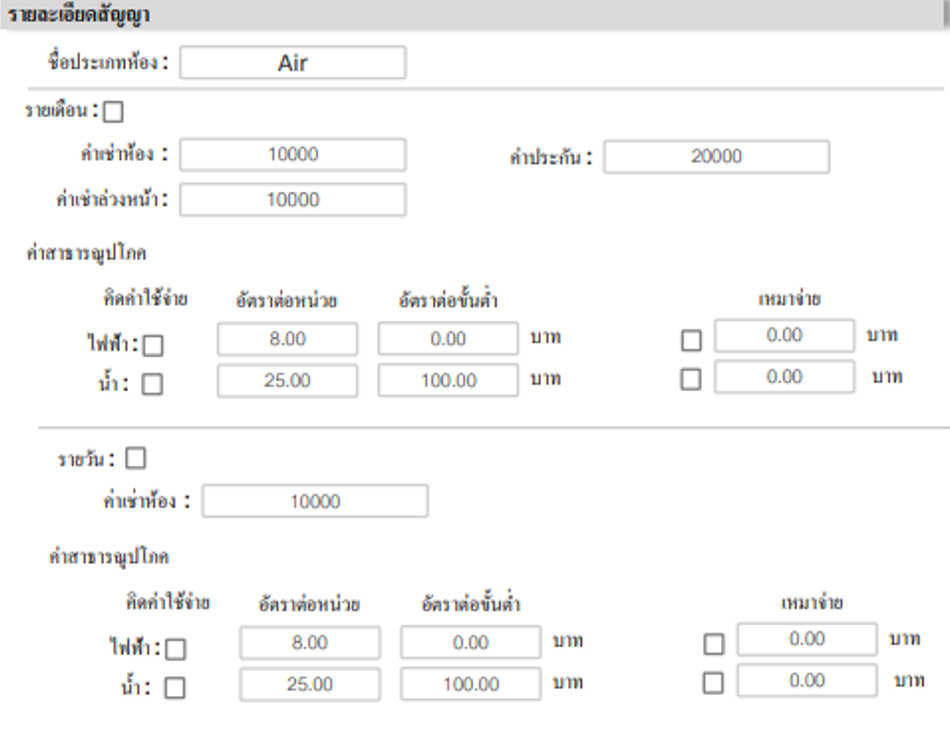 รายละเอียดสัญญา
ชื่อประเภทห้อง : Air
รายเดือน :
ค่าเช่าห้อง : 10000 ค่าประกัน : 20000
ค่าเช่าล่วงหน้า : 10000
ค่าสาธารณูปโภค
คิดค่าใช้จ่าย อัตราต่อหน่วย อัตราต่อขั้นต่ำ เหมาจ่าย
ไฟฟ้า : 8.00 0.00 บาท 0.00 บาท
น้ำ : 25.00 100.00 บาท 0.00 บาท
รายวัน :
ค่าเช่าห้อง : 10000
ค่าสาธารณูปโภค
คิดค่าใช้จ่าย อัตราต่อหน่วย อัตราต่อขั้นต่ำ เหมาจ่าย
ไฟฟ้า : 8.00 0.00 บาท 0.00 บาท
น้ำ : 25.00 100.00 บาท 0.00 บาท